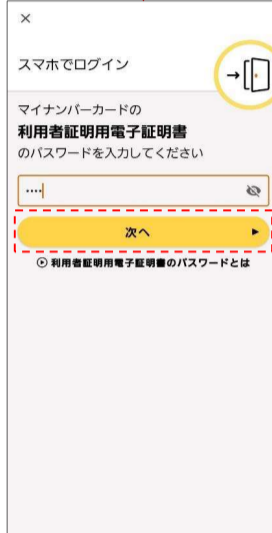 スマホでログイン
マイナンバーカードの
利用者証明用電子証明書
のパスワードを入力してください
••••
次へ
利用者証明用電子証明書のパスワードとは